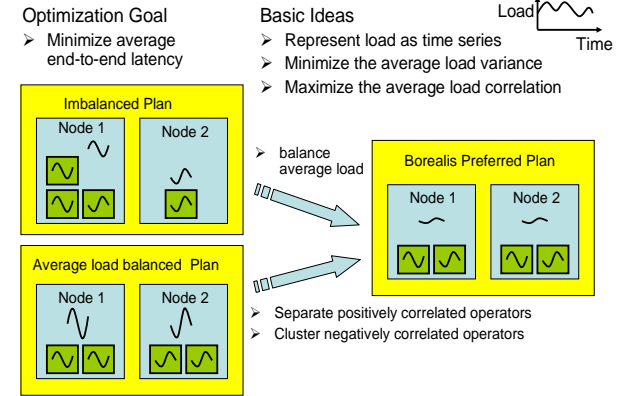 Optimization Goal
➢ Minimize average
end-to-end latency
Basic Ideas
➢ Represent load as time series
➢ Minimize the average load variance
➢ Maximize the average load correlation
Load
Time
Imbalanced Plan
Node 1
Node 2
➢ balance
average load
Borealis Preferred Plan
Node 1
Node 2
Average load balanced Plan
Node 1
Node 2
➢ Separate positively correlated operators
➢ Cluster negatively correlated operators